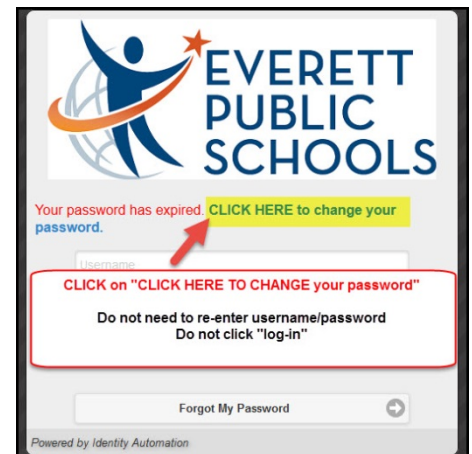 EVERETT
PUBLIC
SCHOOLS
Your password has expired. CLICK HERE to change your
password.
Username
CLICK on "CLICK HERE TO CHANGE your password"
Do not need to re-enter username/password
Do not click "log-in"
Forgot My Password
Powered by Identity Automation